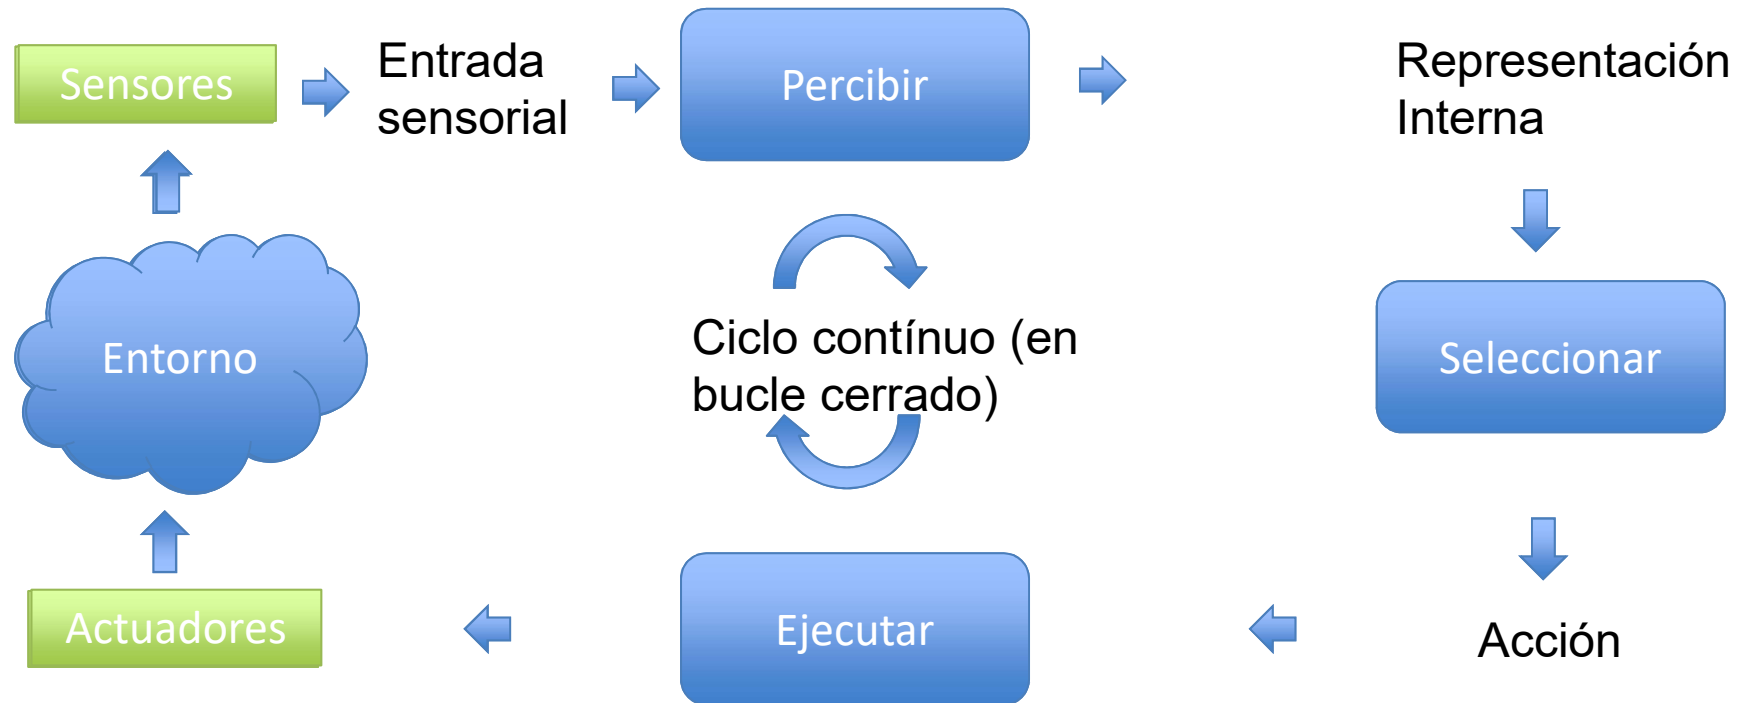 Sensores
Entrada
sensorial
Percibir
Representación
Interna
Entorno
Ciclo contínuo (en
bucle cerrado)
Seleccionar
Actuadores
Ejecutar
Acción